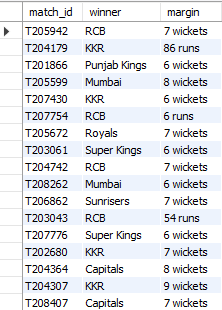 match_id winner margin
T205942 RCB 7 wickets
T204179 KKR 86 runs
T201866 Punjab Kings 6 wickets
T205599 Mumbai 8 wickets
T207430 KKR 6 wickets
T207754 RCB 6 runs
T205672 Royals 7 wickets
T203061 Super Kings 6 wickets
T204742 RCB 7 wickets
T208262 Mumbai 6 wickets
T206862 Sunrisers 7 wickets
T203043 RCB 54 runs
T207776 Super Kings 6 wickets
T202680 KKR 7 wickets
T204364 Capitals 8 wickets
T204307 KKR 9 wickets
T208407 Capitals 7 wickets